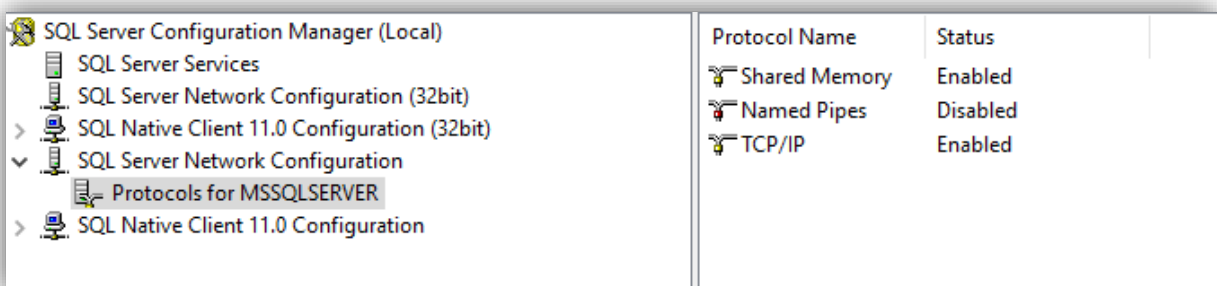 SQL Server Configuration Manager (Local)
SQL Server Services
SQL Server Network Configuration (32bit)
SQL Native Client 11.0 Configuration (32bit)
SQL Server Network Configuration
Protocols for MSSQLSERVER
SQL Native Client 11.0 Configuration
Protocol Name Status
Shared Memory Enabled
Named Pipes Disabled
TCP/IP Enabled